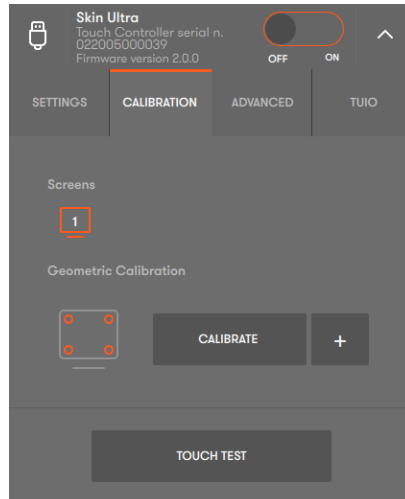 Skin Ultra
Touch Controller serial n.
022005000039
Firmware version 2.0.0
OFF ON
SETTINGS CALIBRATION ADVANCED TUIO
Screens
1
Geometric Calibration
CALIBRATE +
TOUCH TEST